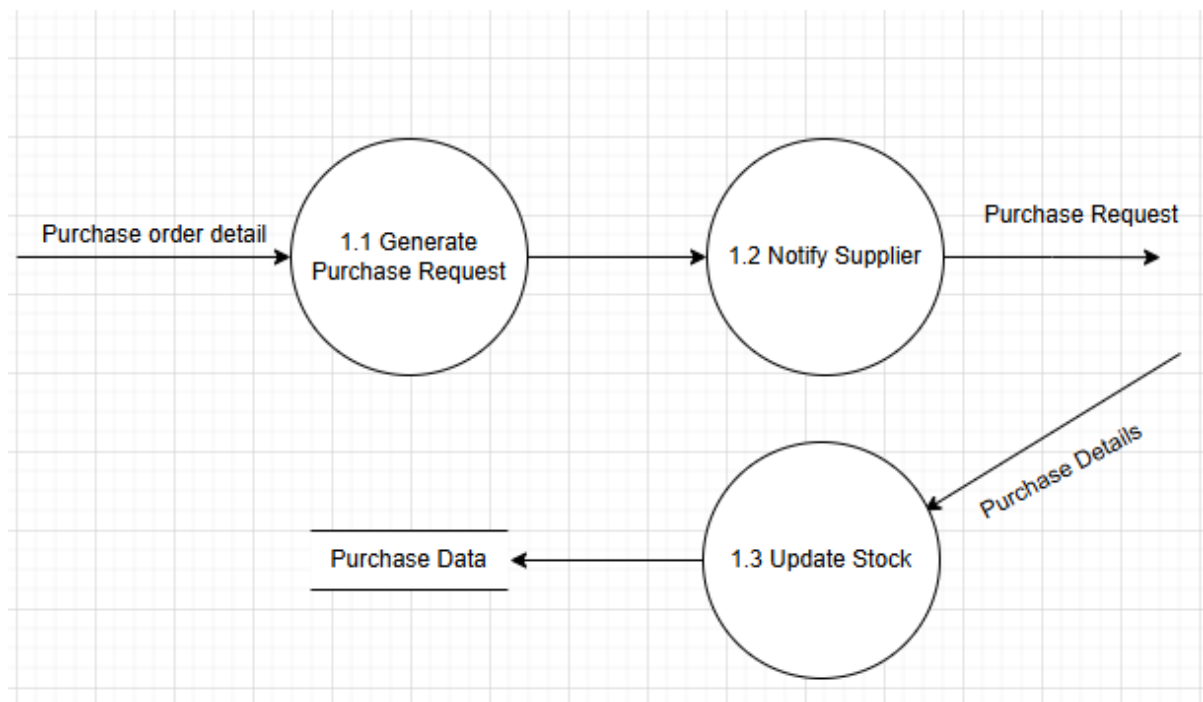 Purchase order detail
1.1 Generate
Purchase Request
1.2 Notify Supplier
Purchase Request
Purchase Details
1.3 Update Stock
Purchase Data